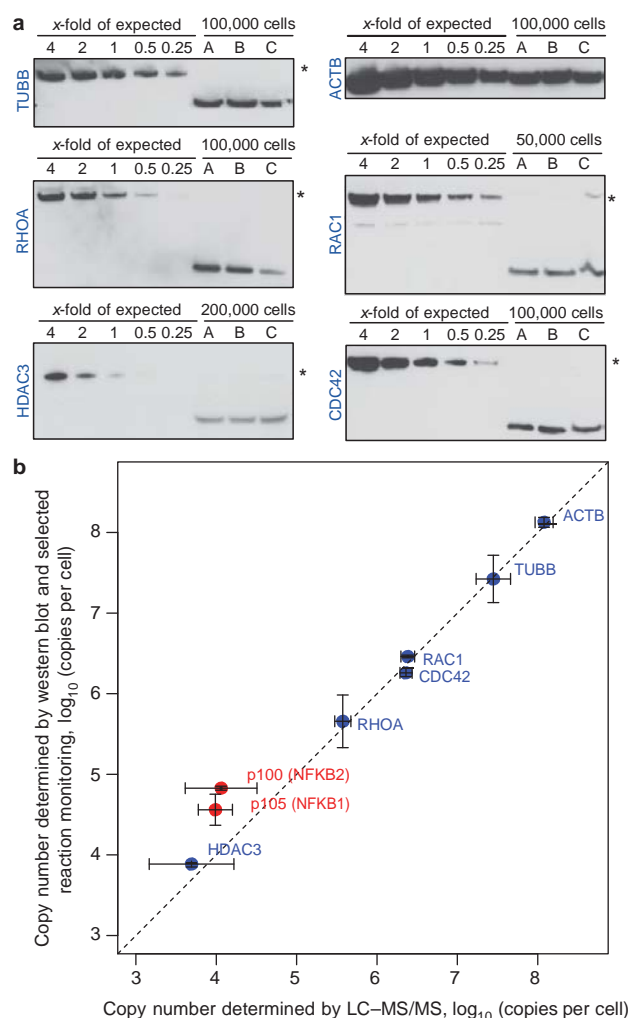 a
x-fold of expected 100,000 cells
4 2 1 0.5 0.25 A B C
TUBB
*
x-fold of expected 100,000 cells
4 2 1 0.5 0.25 A B C
ACTB
x-fold of expected 100,000 cells
4 2 1 0.5 0.25 A B C
RHOA
*
x-fold of expected 50,000 cells
4 2 1 0.5 0.25 A B C
RAC1
*
x-fold of expected 200,000 cells
4 2 1 0.5 0.25 A B C
HDAC3
*
x-fold of expected 100,000 cells
4 2 1 0.5 0.25 A B C
CDC42
*
b
Copy number determined by western blot and selected
reaction monitoring, log10 (copies per cell)
8
7
6
5
4
3
ACTB
TUBB
RAC1
CDC42
RHOA
p100 (NFKB2)
p105 (NFKB1)
HDAC3
3 4 5 6 7 8
Copy number determined by LC–MS/MS, log10 (copies per cell)